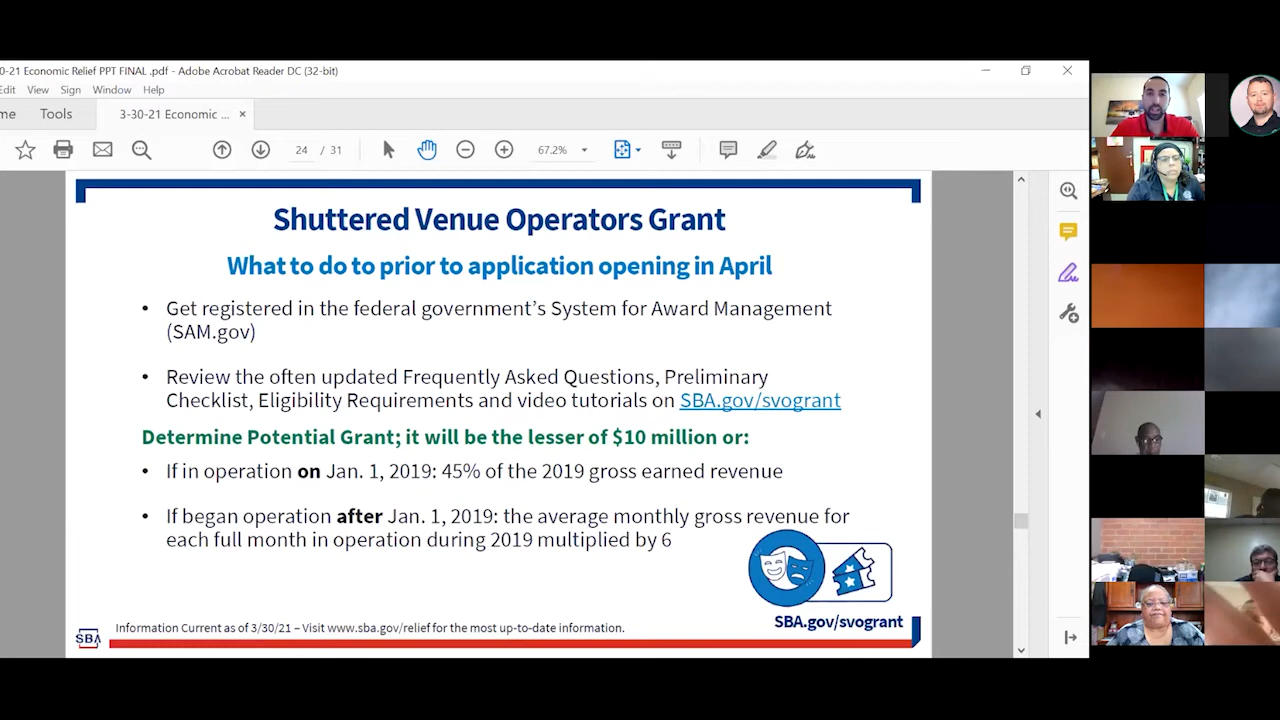 0-21 Economic Relief PPT FINAL .pdf - Adobe Acrobat Reader DC (32-bit)
Edit View Sign Window Help
me Tools 3-30-21 Economic ... ×
24 / 31 67.2%
Shuttered Venue Operators Grant
What to do to prior to application opening in April
• Get registered in the federal government's System for Award Management
(SAM.gov)
• Review the often updated Frequently Asked Questions, Preliminary
Checklist, Eligibility Requirements and video tutorials on SBA.gov/svogrant
Determine Potential Grant; it will be the lesser of $10 million or:
• If in operation on Jan. 1, 2019: 45% of the 2019 gross earned revenue
• If began operation after Jan. 1, 2019: the average monthly gross revenue for
each full month in operation during 2019 multiplied by 6
SBA.gov/svogrant
SBA Information Current as of 3/30/21 – Visit www.sba.gov/relief for the most up-to-date information.